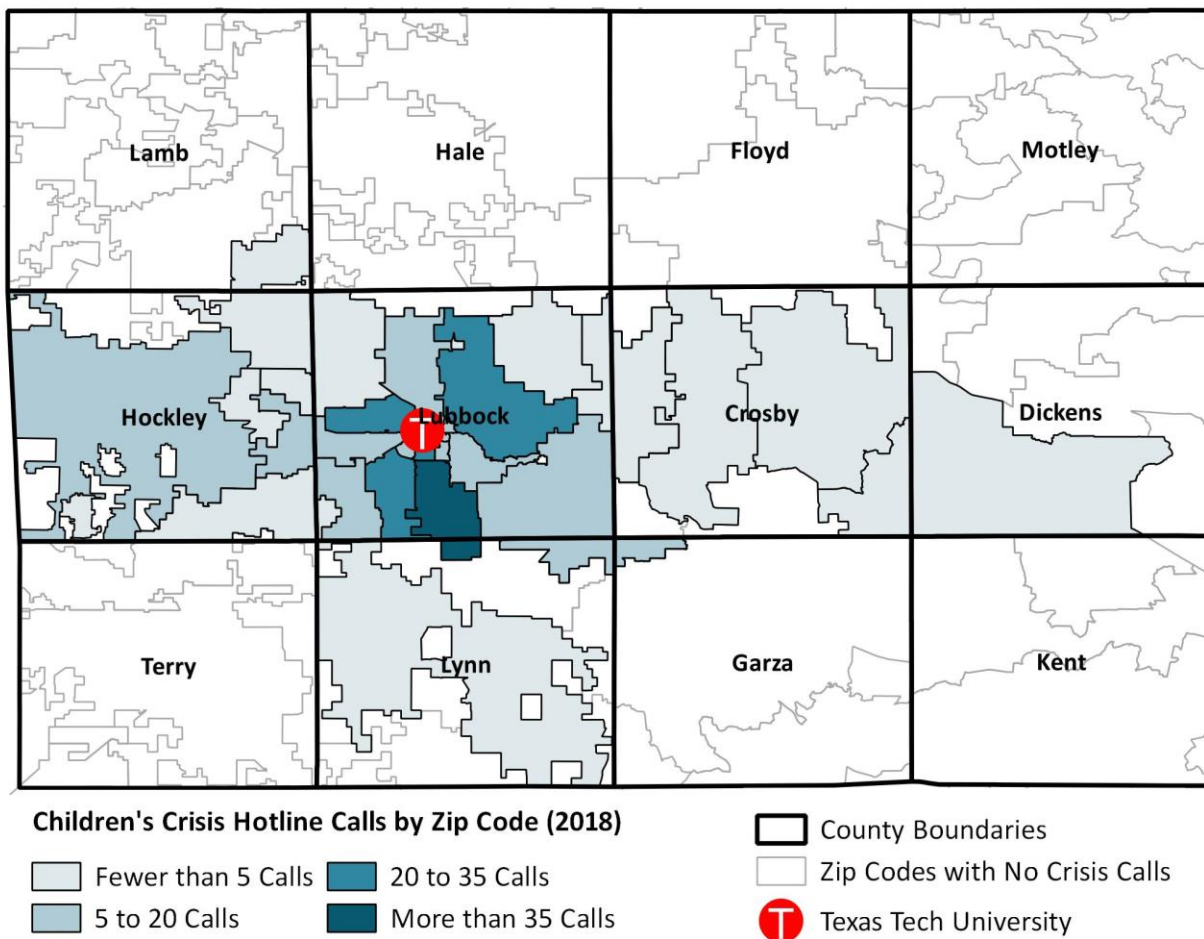 Lamb
Hale
Floyd
Motley
Hockley
Lubbock
T
Crosby
Dickens
Terry
Lynn
Garza
Kent
Children's Crisis Hotline Calls by Zip Code (2018)
Fewer than 5 Calls
20 to 35 Calls
5 to 20 Calls
More than 35 Calls
County Boundaries
Zip Codes with No Crisis Calls
T
Texas Tech University